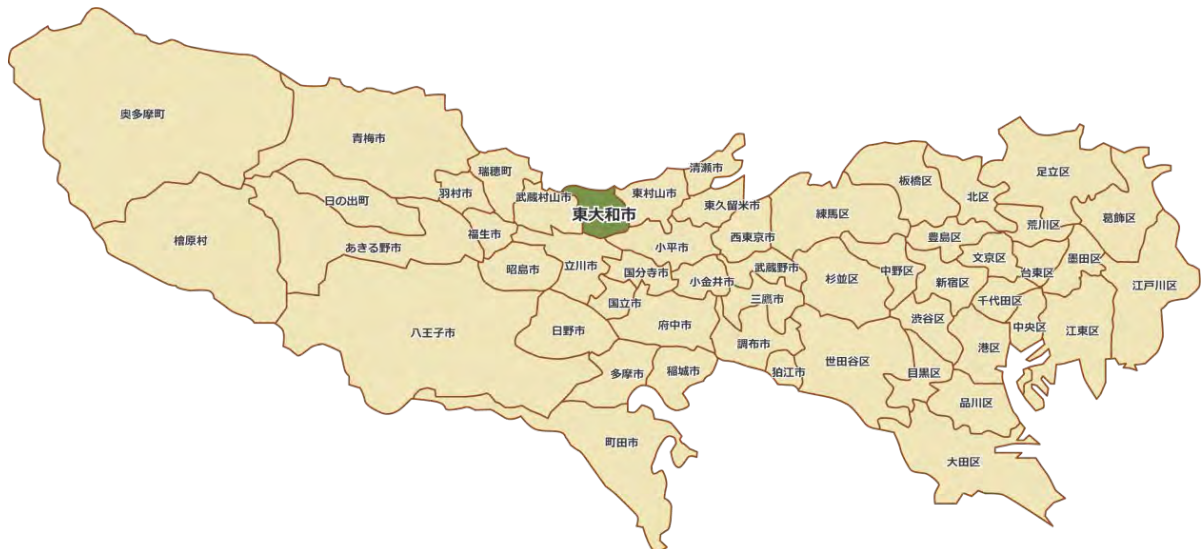 奥多摩町
青梅市
瑞穂町
羽村市
日の出町
檜原村
あきる野市
福生市
武蔵村山市
東大和市
東村山市
清瀬市
東久留米市
西東京市
小平市
昭島市
立川市
国分寺市
小金井市
武蔵野市
三鷹市
国立市
府中市
日野市
八王子市
調布市
狛江市
多摩市
稲城市
町田市
練馬区
板橋区
北区
足立区
葛飾区
荒川区
豊島区
文京区
台東区
墨田区
江戸川区
杉並区
中野区
新宿区
千代田区
渋谷区
中央区
江東区
港区
世田谷区
目黒区
品川区
大田区